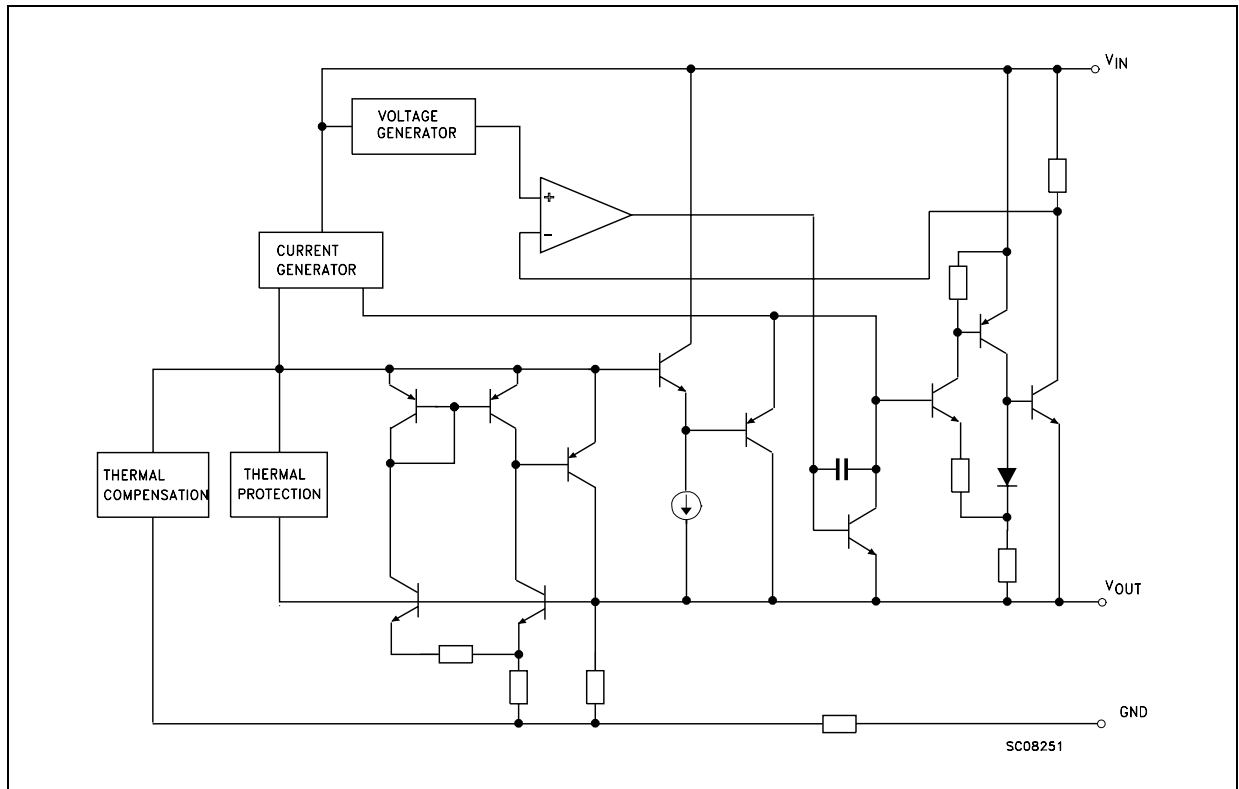 VIN
VOLTAGE
GENERATOR
+
−
CURRENT
GENERATOR
THERMAL
COMPENSATION
THERMAL
PROTECTION
VOUT
GND
SC08251